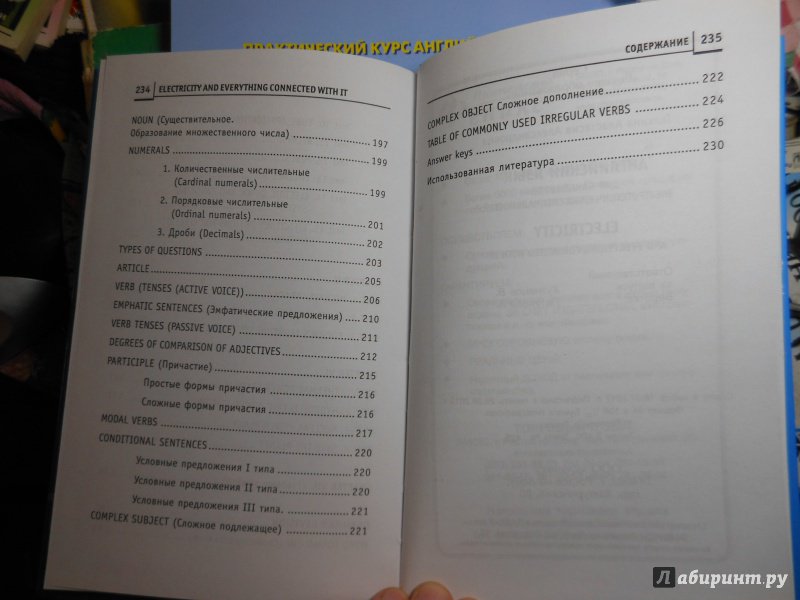 ПРАКТИЧЕСКИЙ КУРС
234 ELECTRICITY AND EVERYTHING CONNECTED WITH IT
NOUN (Существительное.
Образование множественного числа) 197
NUMERALS 199
1. Количественные числительные
(Cardinal numerals) 199
2. Порядковые числительные
(Ordinal numerals) 201
3. Дроби (Decimals) 202
TYPES OF QUESTIONS 203
ARTICLE 205
VERB (TENSES (ACTIVE VOICE)) 206
EMPHATIC SENTENCES (Эмфатические предложения) 210
VERB TENSES (PASSIVE VOICE) 211
DEGREES OF COMPARISON OF ADJECTIVES 212
PARTICIPLE (Причастие) 215
Простые формы причастия 216
Сложные формы причастия 216
MODAL VERBS 217
CONDITIONAL SENTENCES 220
Условные предложения I типа 220
Условные предложения II типа 220
Условные предложения III типа. 221
COMPLEX SUBJECT (Сложное подлежащее) 221
СОДЕРЖАНИЕ 235
COMPLEX OBJECT Сложное дополнение 222
TABLE OF COMMONLY USED IRREGULAR VERBS 224
Answer keys 226
Использованная литература 230
Лабиринт.ру